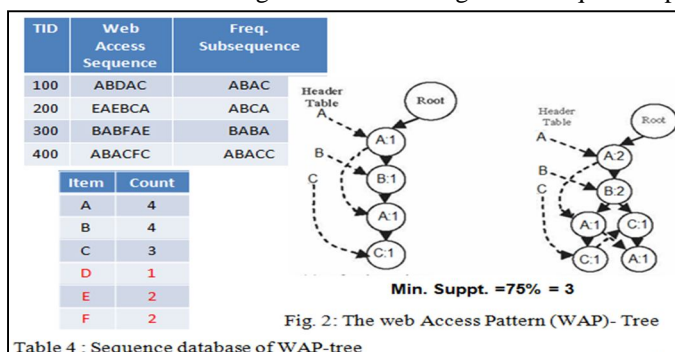 TID Web Access Sequence Freq. Subsequence
100 ABDAC ABAC
200 EAEBCA ABCA
300 BABFAE BABA
400 ABACFC ABACC
Item Count
A 4
B 4
C 3
D 1
E 2
F 2
Header Table
A
B
C
Root
A:1
B:1
A:1
C:1
Header Table
A
B
C
Root
A:2
B:2
A:1
C:1
C:1
A:1
Min. Suppt. =75% = 3
Fig. 2: The web Access Pattern (WAP)- Tree
Table 4 : Sequence database of WAP-tree